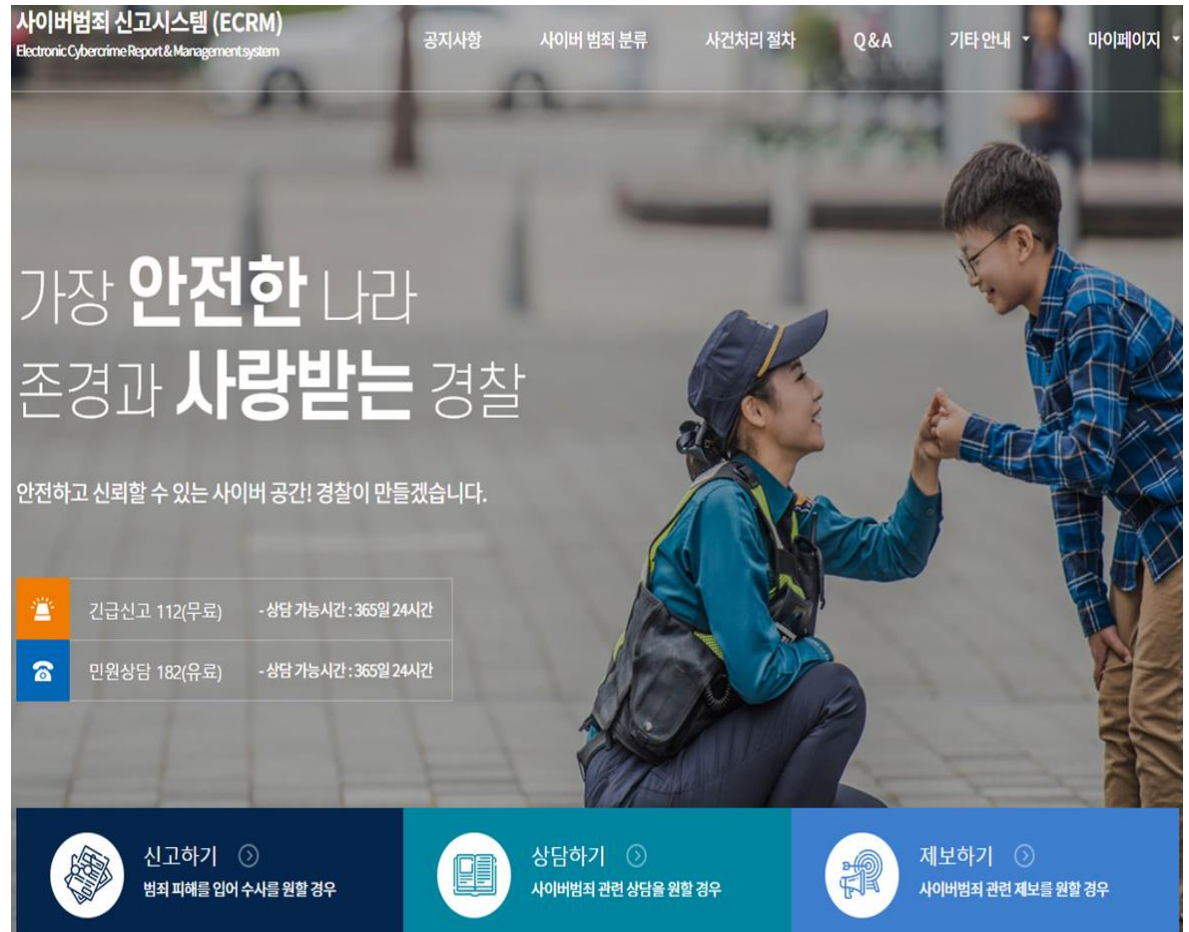 사이버범죄 신고시스템 (ECRM)
Electronic Cybercrime Report & Management system
공지사항 사이버 범죄 분류 사건처리 절차 Q & A 기타 안내 마이페이지
가장 안전한 나라
존경과 사랑받는 경찰
안전하고 신뢰할 수 있는 사이버 공간! 경찰이 만들겠습니다.
긴급신고 112(무료) - 상담 가능시간 : 365일 24시간
민원상담 182(유료) - 상담 가능시간 : 365일 24시간
신고하기
범죄 피해를 입어 수사를 원할 경우
상담하기
사이버범죄 관련 상담을 원할 경우
제보하기
사이버범죄 관련 제보를 원할 경우